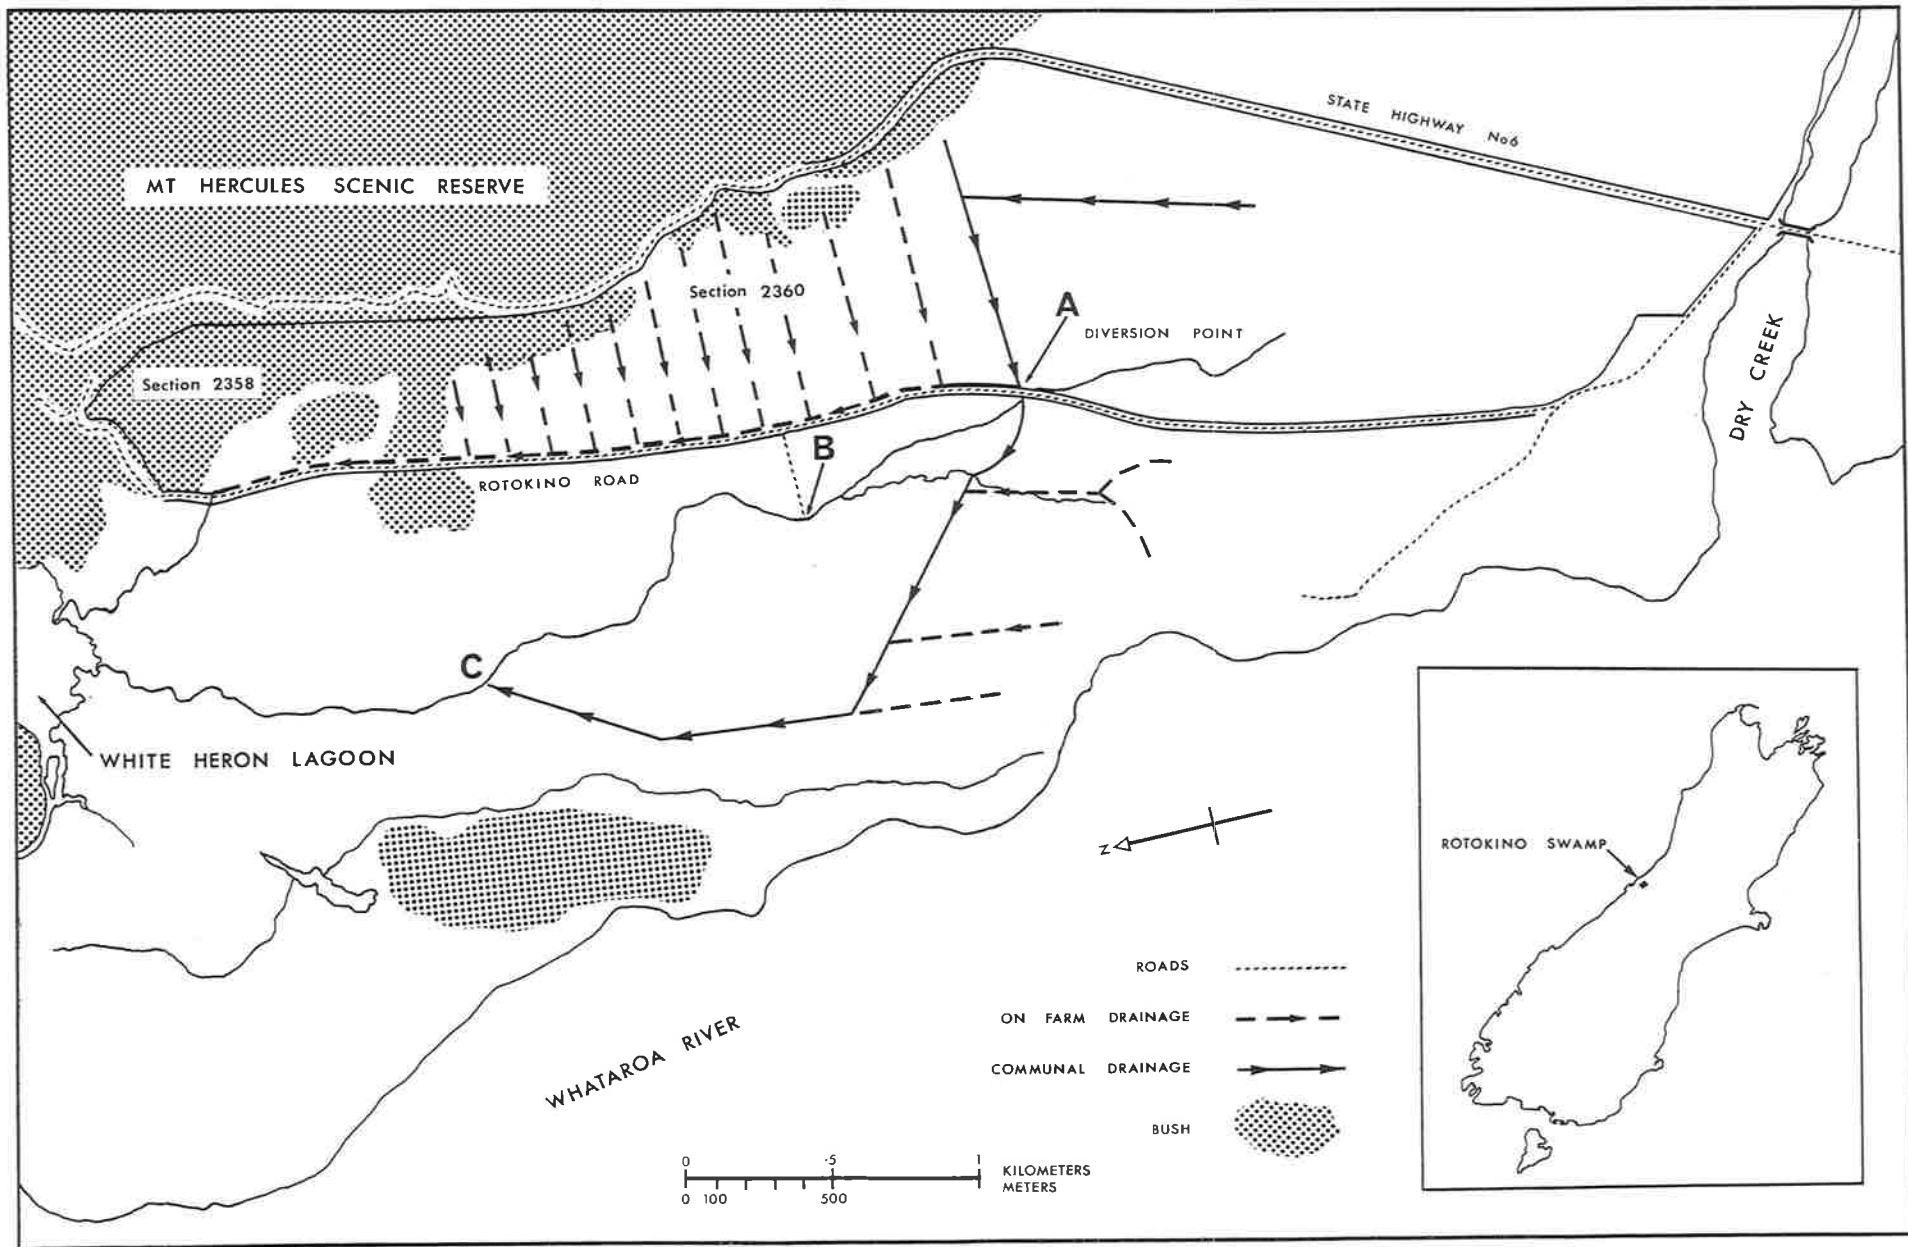 STATE HIGHWAY No6
MT HERCULES SCENIC RESERVE
Section 2360
A
DIVERSION POINT
Section 2358
DRY CREEK
B
ROTOKINO ROAD
C
WHITE HERON LAGOON
N
ROTOKINO SWAMP
WHATAROA RIVER
ROADS
ON FARM DRAINAGE
COMMUNAL DRAINAGE
BUSH
0 ·5 1
KILOMETERS
METERS
0 100 500